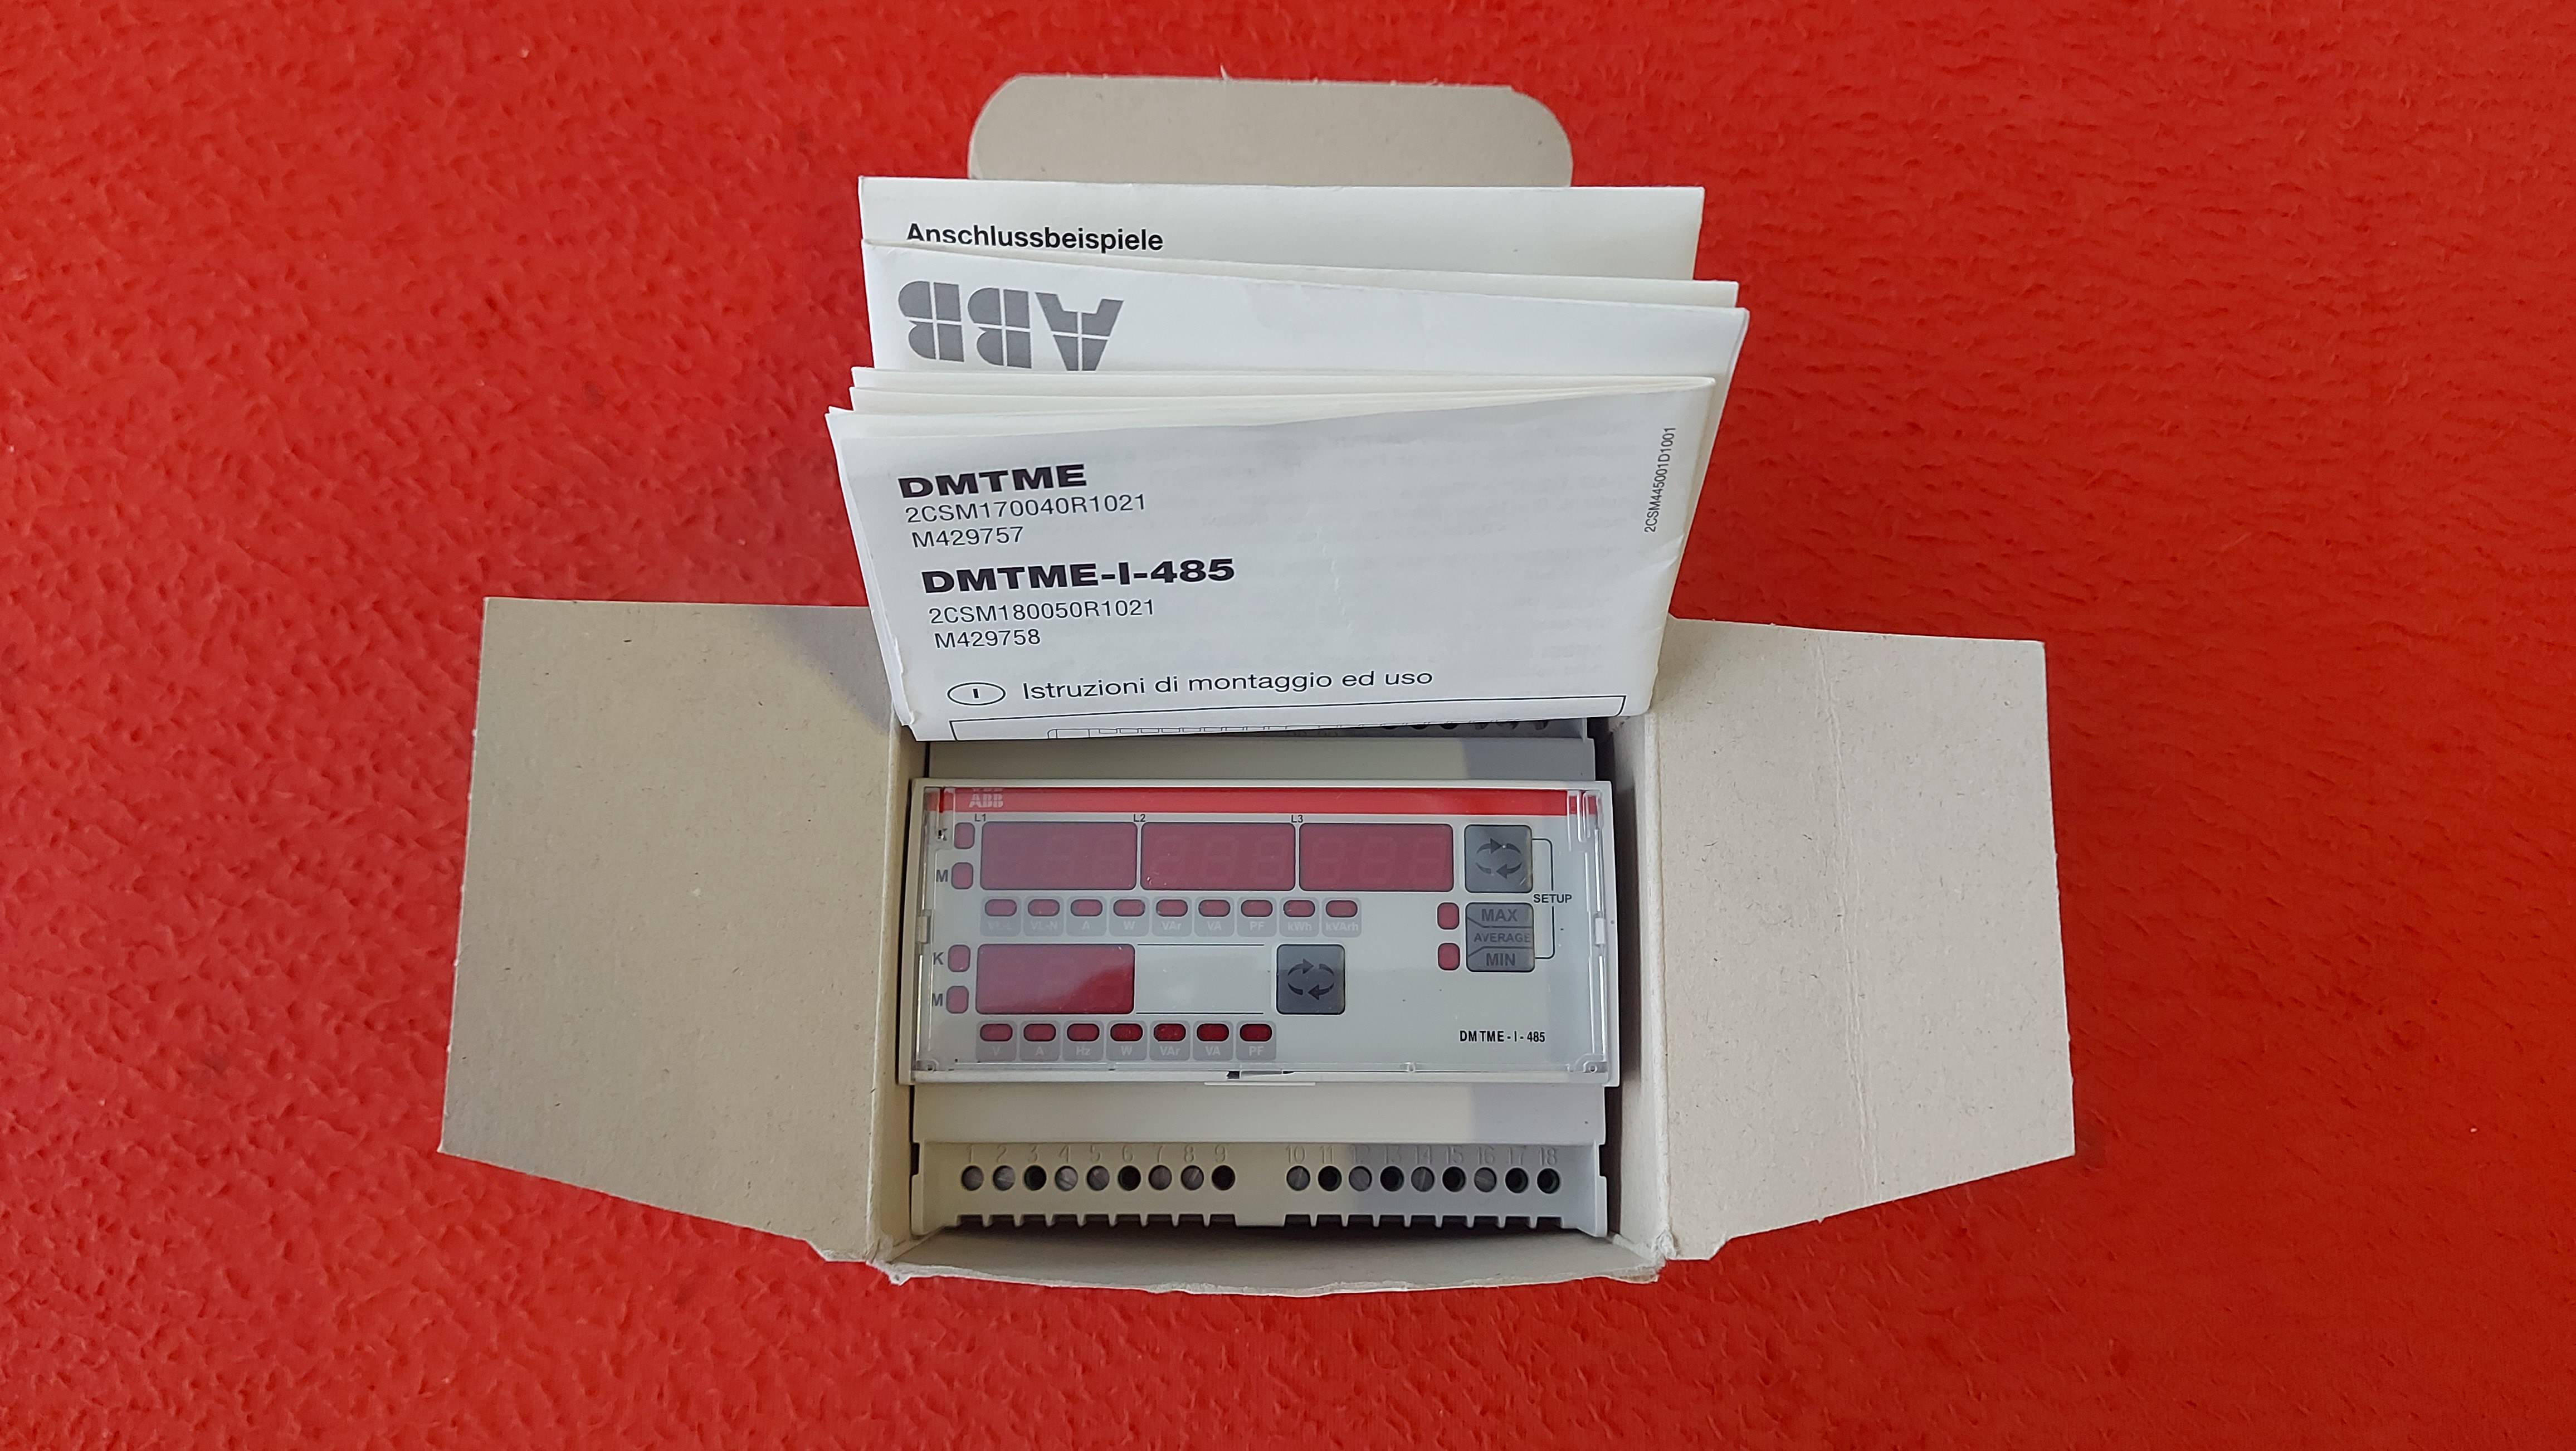 Anschlussbeispiele
ABB
DMTME
2CSM170040R1021
M429757
DMTME-I-485
2CSM180050R1021
M429758
2CSM445001D1001
I Istruzioni di montaggio ed uso
ABB
L1 L2 L3
K
M
SETUP
VL-L VL-N A W VAr VA PF kWh kVArh
MAX
AVERAGE
MIN
K
M
V A Hz W VAr VA PF
DMTME-I-485
1 2 3 4 5 6 7 8 9 10 11 12 13 14 15 16 17 18